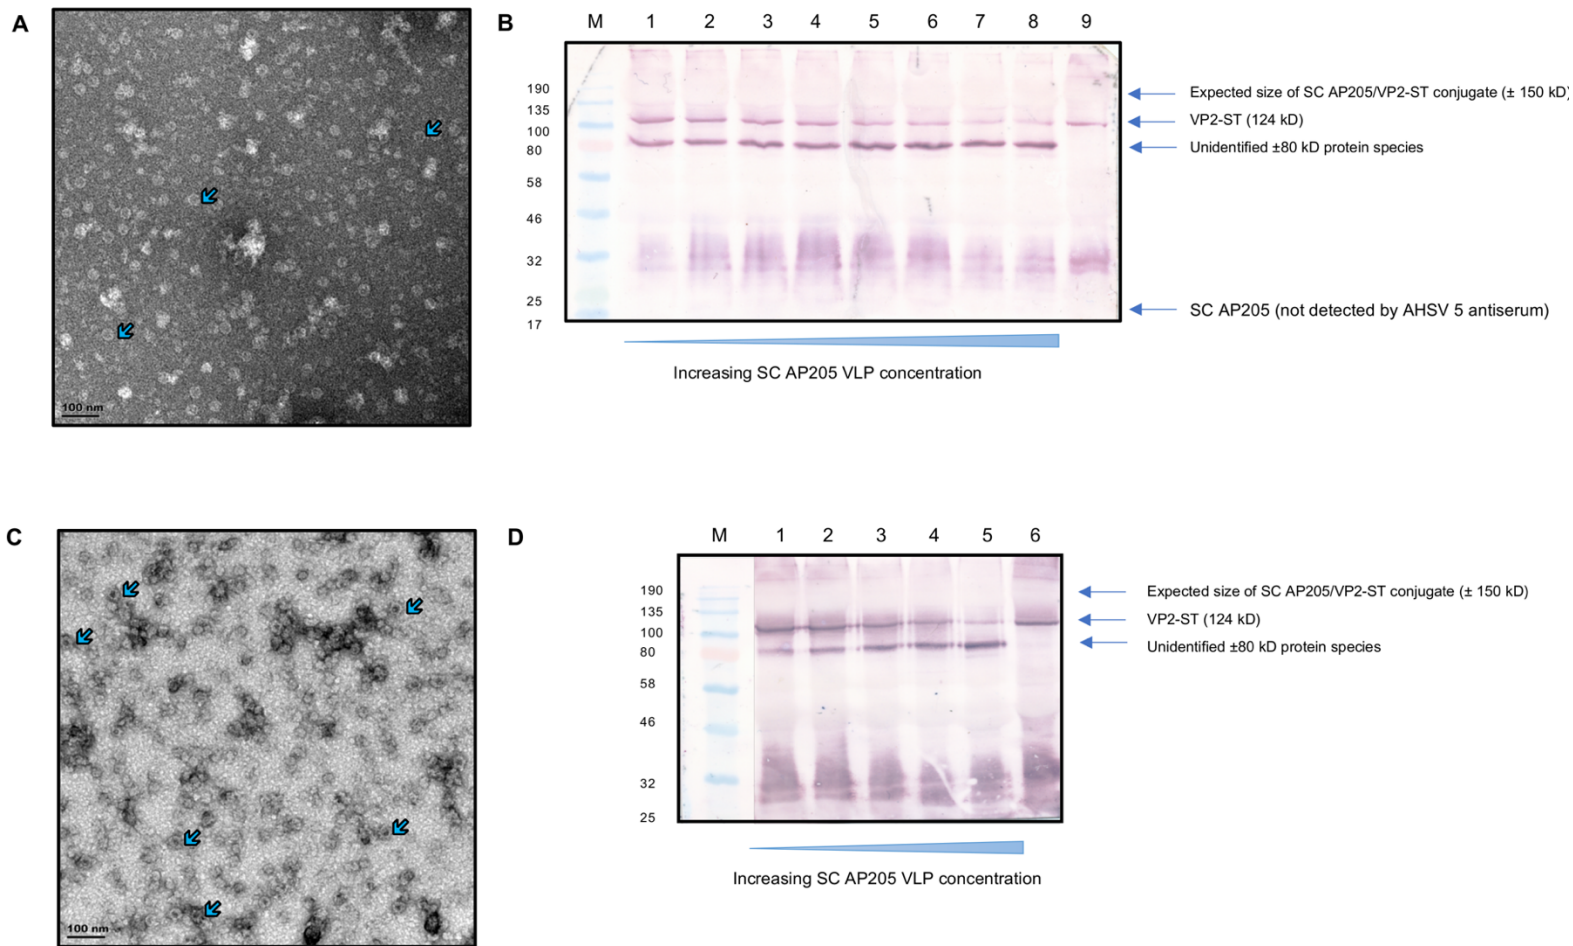 A
100 nm
B
M 1 2 3 4 5 6 7 8 9
190
135
100
80
58
46
32
25
17
Expected size of SC AP205/VP2-ST conjugate (± 150 kD)
VP2-ST (124 kD)
Unidentified ±80 kD protein species
SC AP205 (not detected by AHSV 5 antiserum)
Increasing SC AP205 VLP concentration
C
100 nm
D
M 1 2 3 4 5 6
190
135
100
80
58
46
32
25
Expected size of SC AP205/VP2-ST conjugate (± 150 kD)
VP2-ST (124 kD)
Unidentified ±80 kD protein species
Increasing SC AP205 VLP concentration